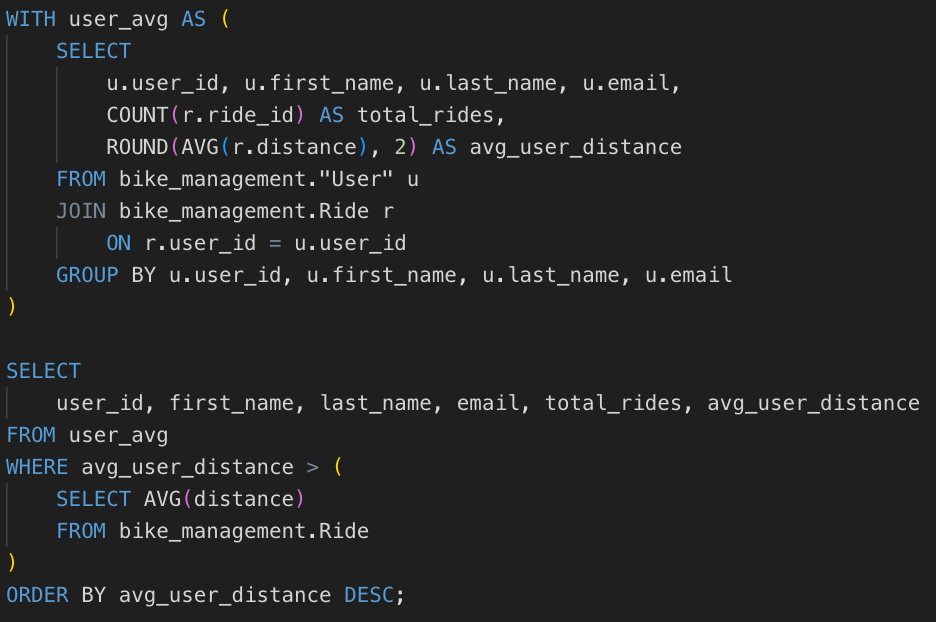 WITH user_avg AS (
    SELECT
        u.user_id, u.first_name, u.last_name, u.email,
        COUNT(r.ride_id) AS total_rides,
        ROUND(AVG(r.distance), 2) AS avg_user_distance
    FROM bike_management."User" u
    JOIN bike_management.Ride r
        ON r.user_id = u.user_id
    GROUP BY u.user_id, u.first_name, u.last_name, u.email
)

SELECT
    user_id, first_name, last_name, email, total_rides, avg_user_distance
FROM user_avg
WHERE avg_user_distance > (
    SELECT AVG(distance)
    FROM bike_management.Ride
)
ORDER BY avg_user_distance DESC;